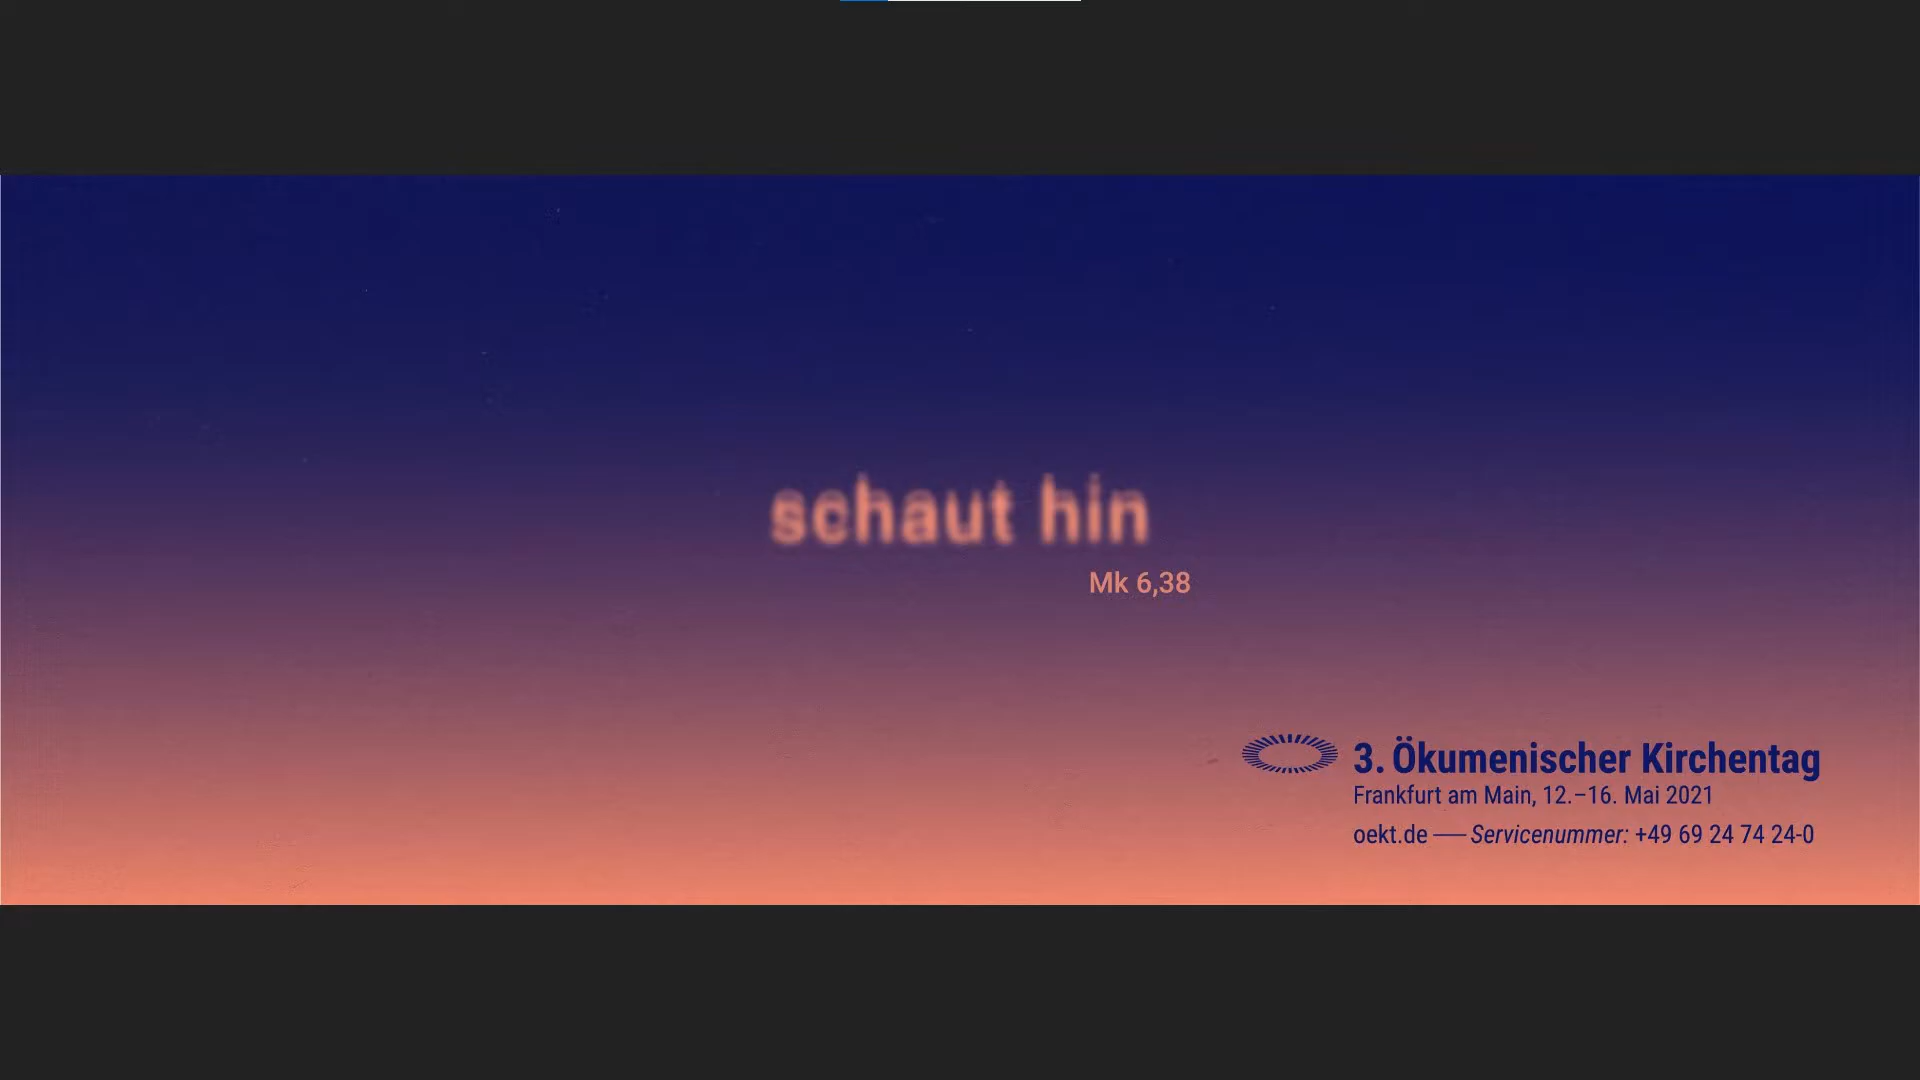 schaut hin
Mk 6,38
3. Ökumenischer Kirchentag
Frankfurt am Main, 12.–16. Mai 2021
oekt.de — Servicenummer: +49 69 24 74 24-0